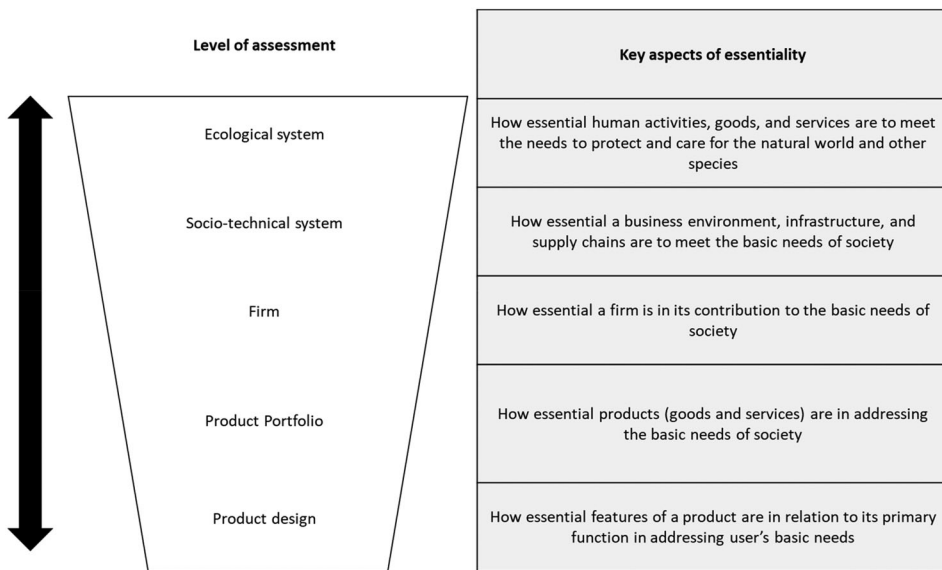 Level of assessment
Key aspects of essentiality
Ecological system
How essential human activities, goods, and services are to meet
the needs to protect and care for the natural world and other
species
Socio-technical system
How essential a business environment, infrastructure, and
supply chains are to meet the basic needs of society
Firm
How essential a firm is in its contribution to the basic needs of
society
Product Portfolio
How essential products (goods and services) are in addressing
the basic needs of society
Product design
How essential features of a product are in relation to its primary
function in addressing user's basic needs